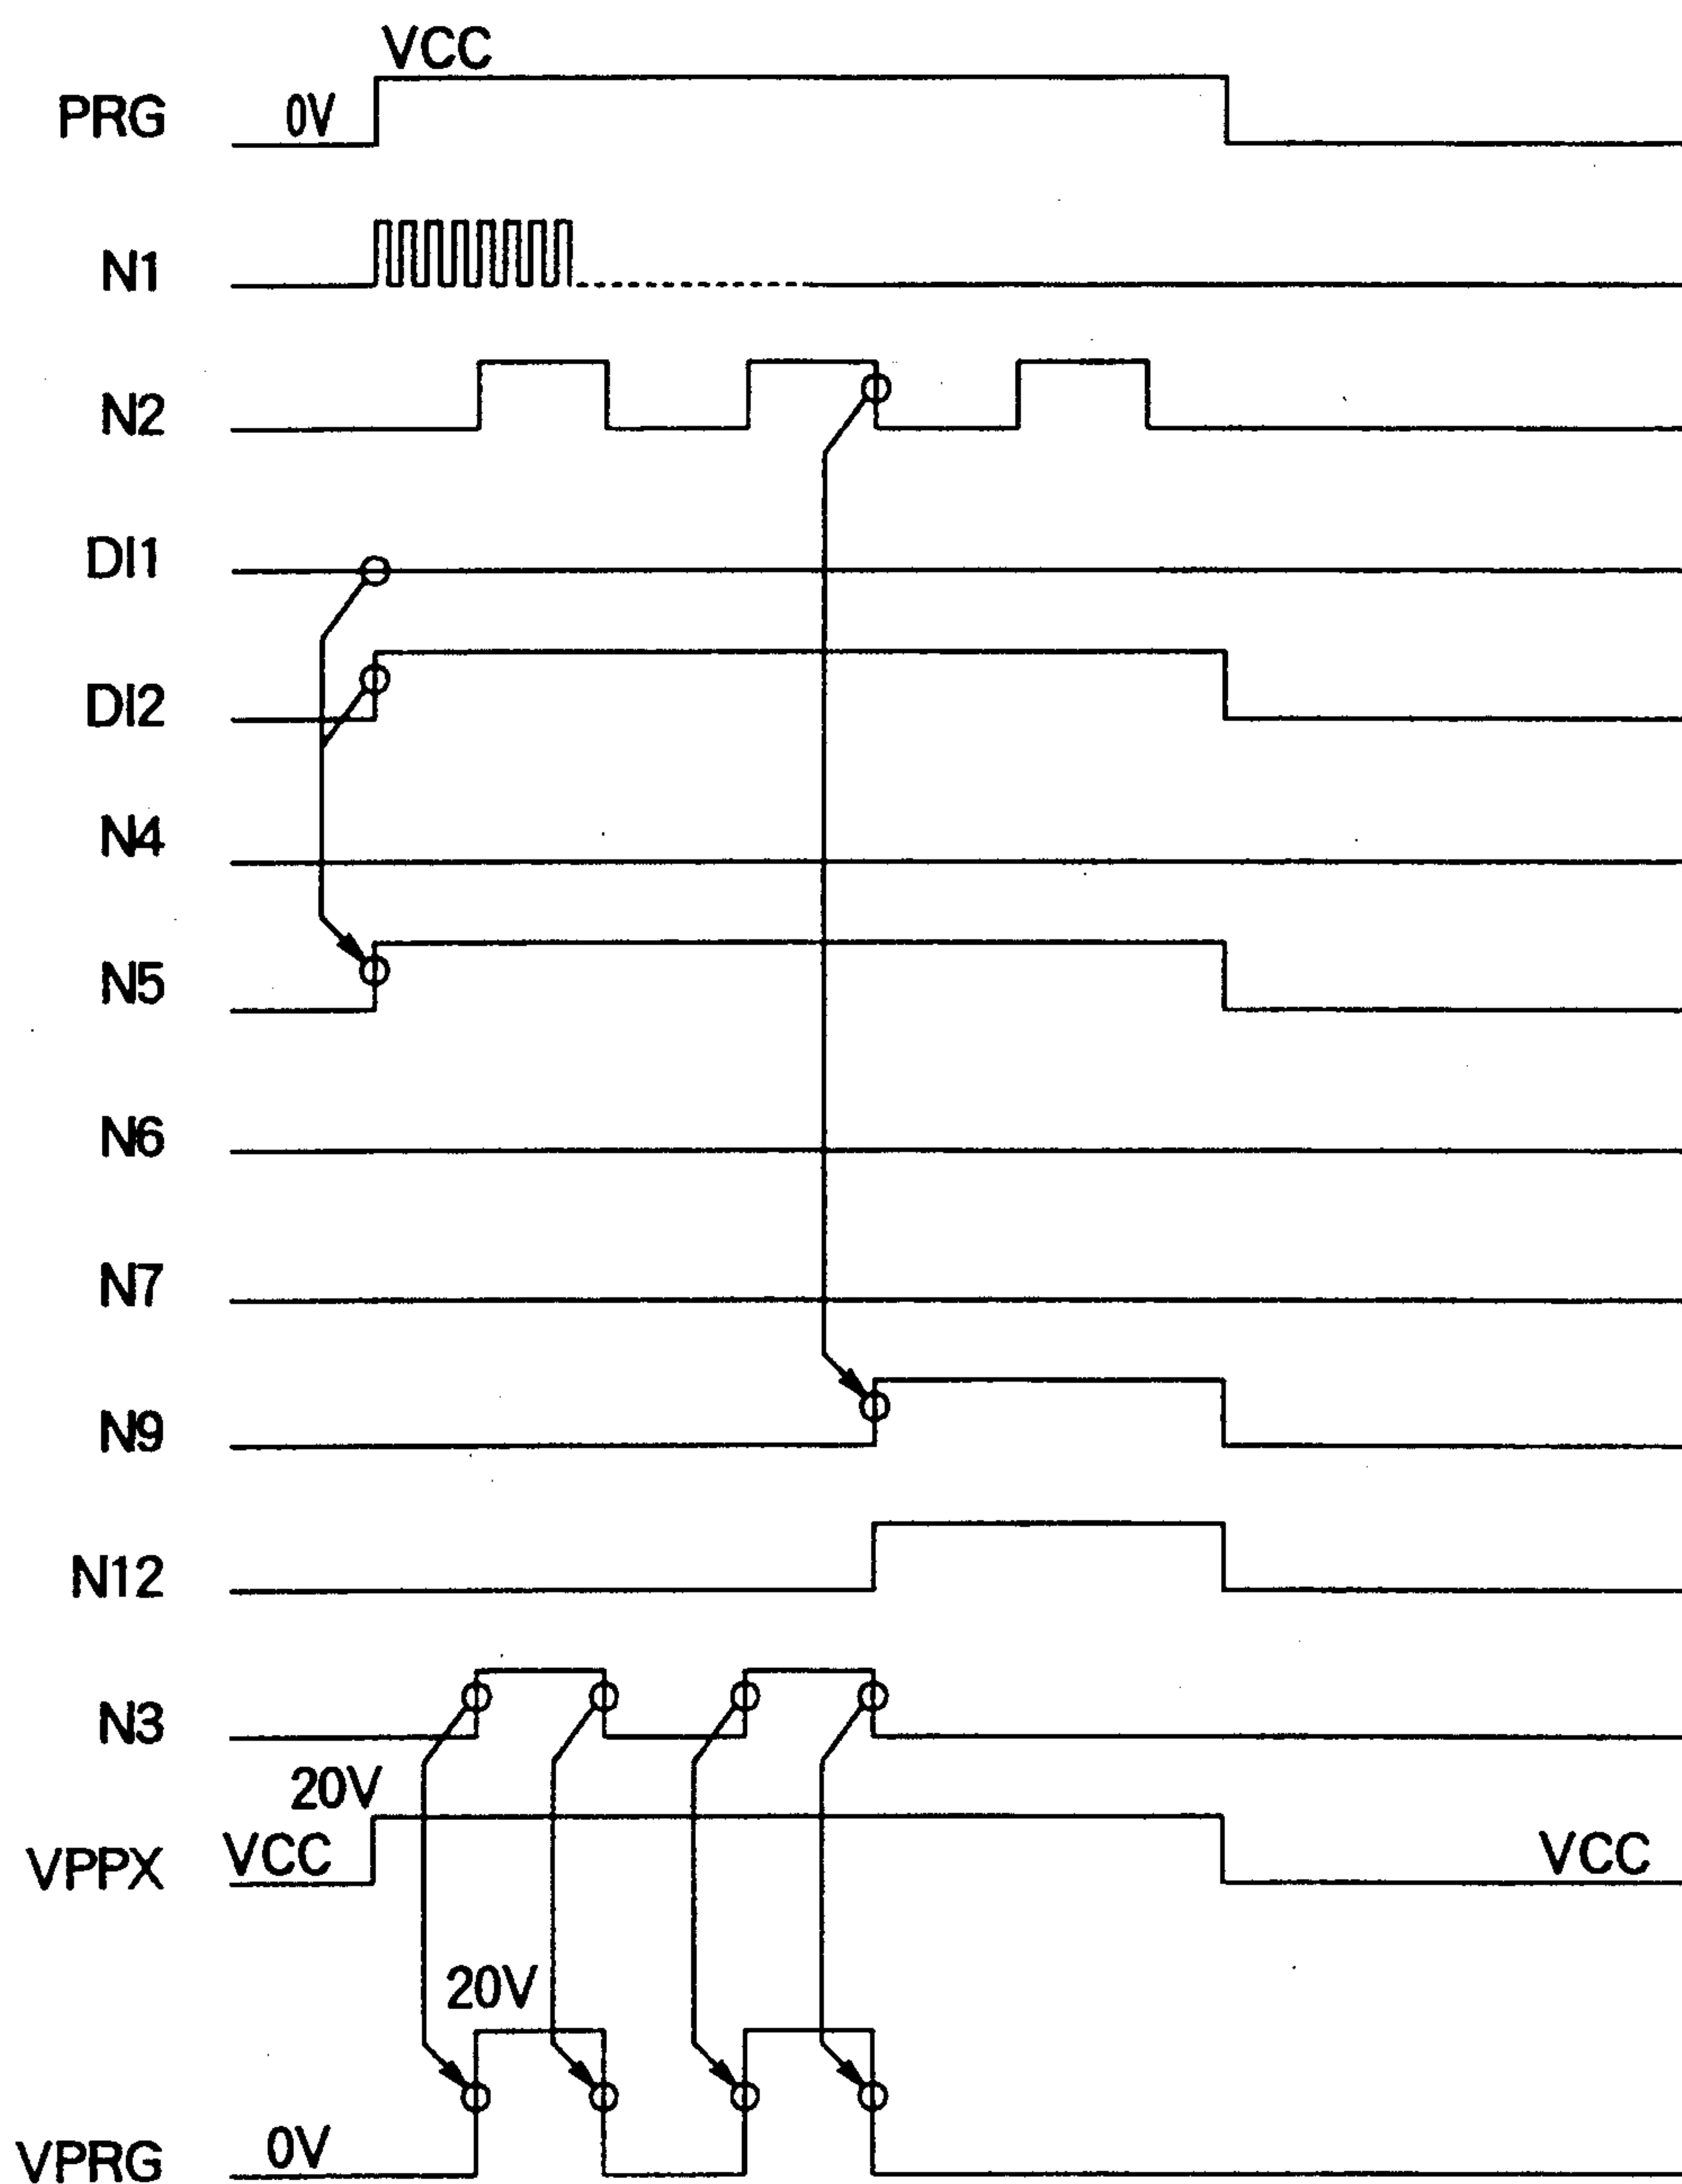 VCC
PRG 0V
N1
N2
DI1
DI2
N4
N5
N6
N7
N9
N12
N3
20V
VPPX VCC VCC
20V
VPRG 0V